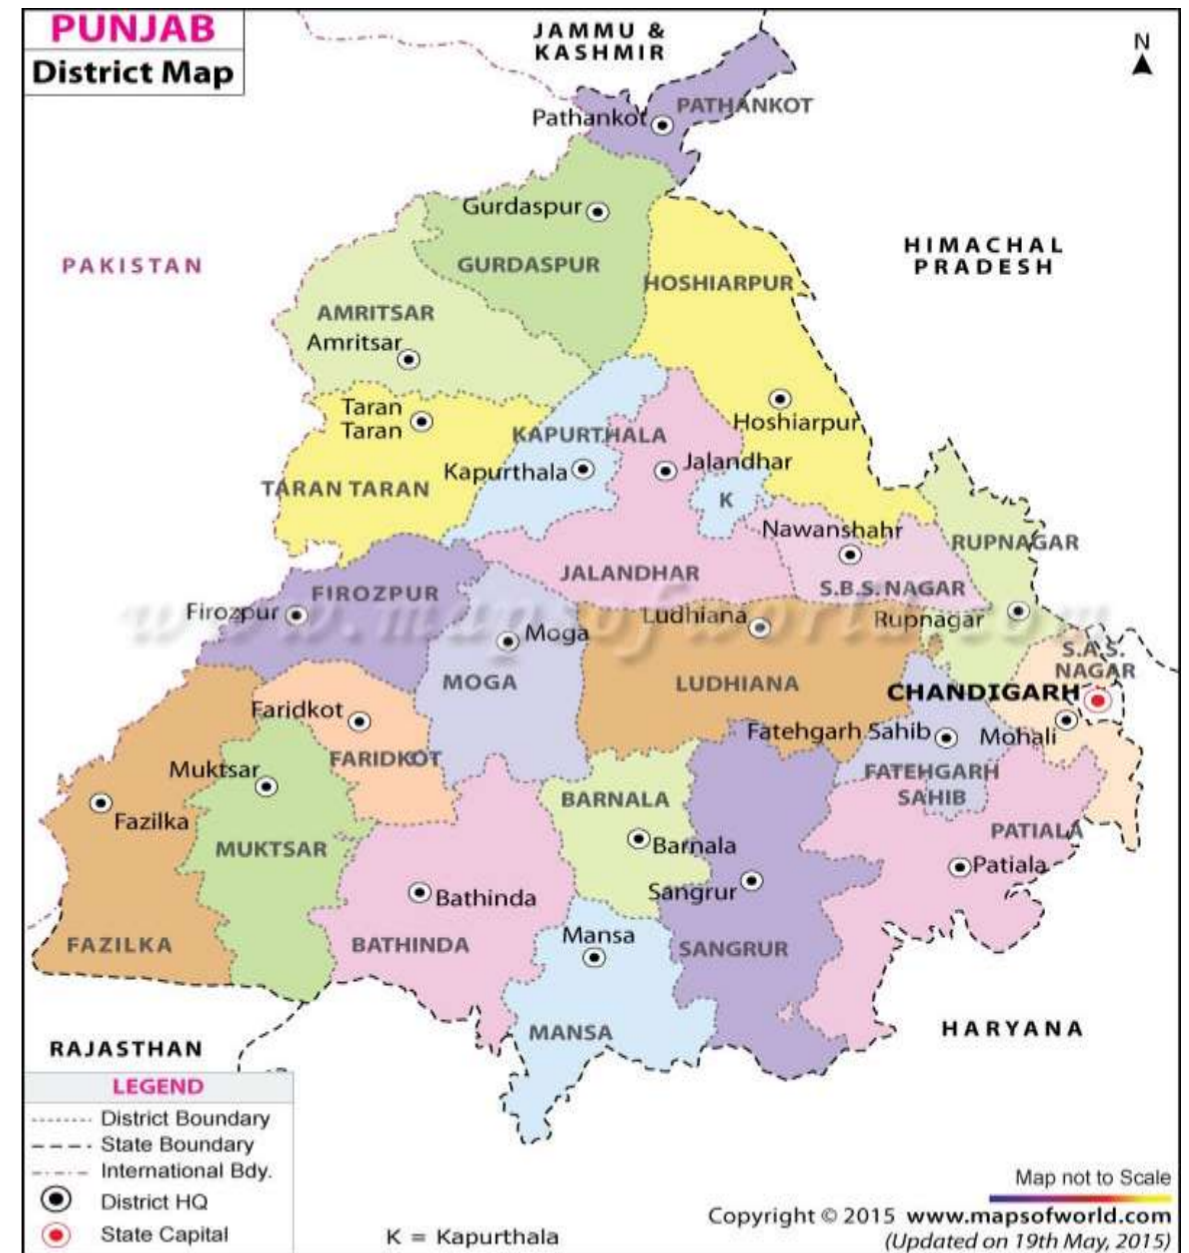 PUNJAB
District Map
JAMMU &
KASHMIR
N
Pathankot
PATHANKOT
Gurdaspur
GURDASPUR
HIMACHAL
PRADESH
PAKISTAN
HOSHIARPUR
AMRITSAR
Amritsar
Taran
Taran
Hoshiarpur
KAPURTHALA
Kapurthala
Jalandhar
TARAN TARAN
K
Nawanshahr
RUPNAGAR
JALANDHAR
S.B.S. NAGAR
FIROZPUR
Firozpur
www.mapsofworld.com
Ludhiana
Rupnagar
Moga
MOGA
LUDHIANA
S.A.S.
NAGAR
CHANDIGARH
Faridkot
FARIDKOT
Fatehgarh Sahib
Mohali
Muktsar
FATEHGARH
SAHIB
BARNALA
Fazilka
PATIALA
MUKTSAR
Barnala
Patiala
Sangrur
Bathinda
FAZILKA
BATHINDA
Mansa
SANGRUR
MANSA
HARYANA
RAJASTHAN
LEGEND
District Boundary
State Boundary
International Bdy.
District HQ
State Capital
K = Kapurthala
Map not to Scale
Copyright © 2015 www.mapsofworld.com
(Updated on 19th May, 2015)